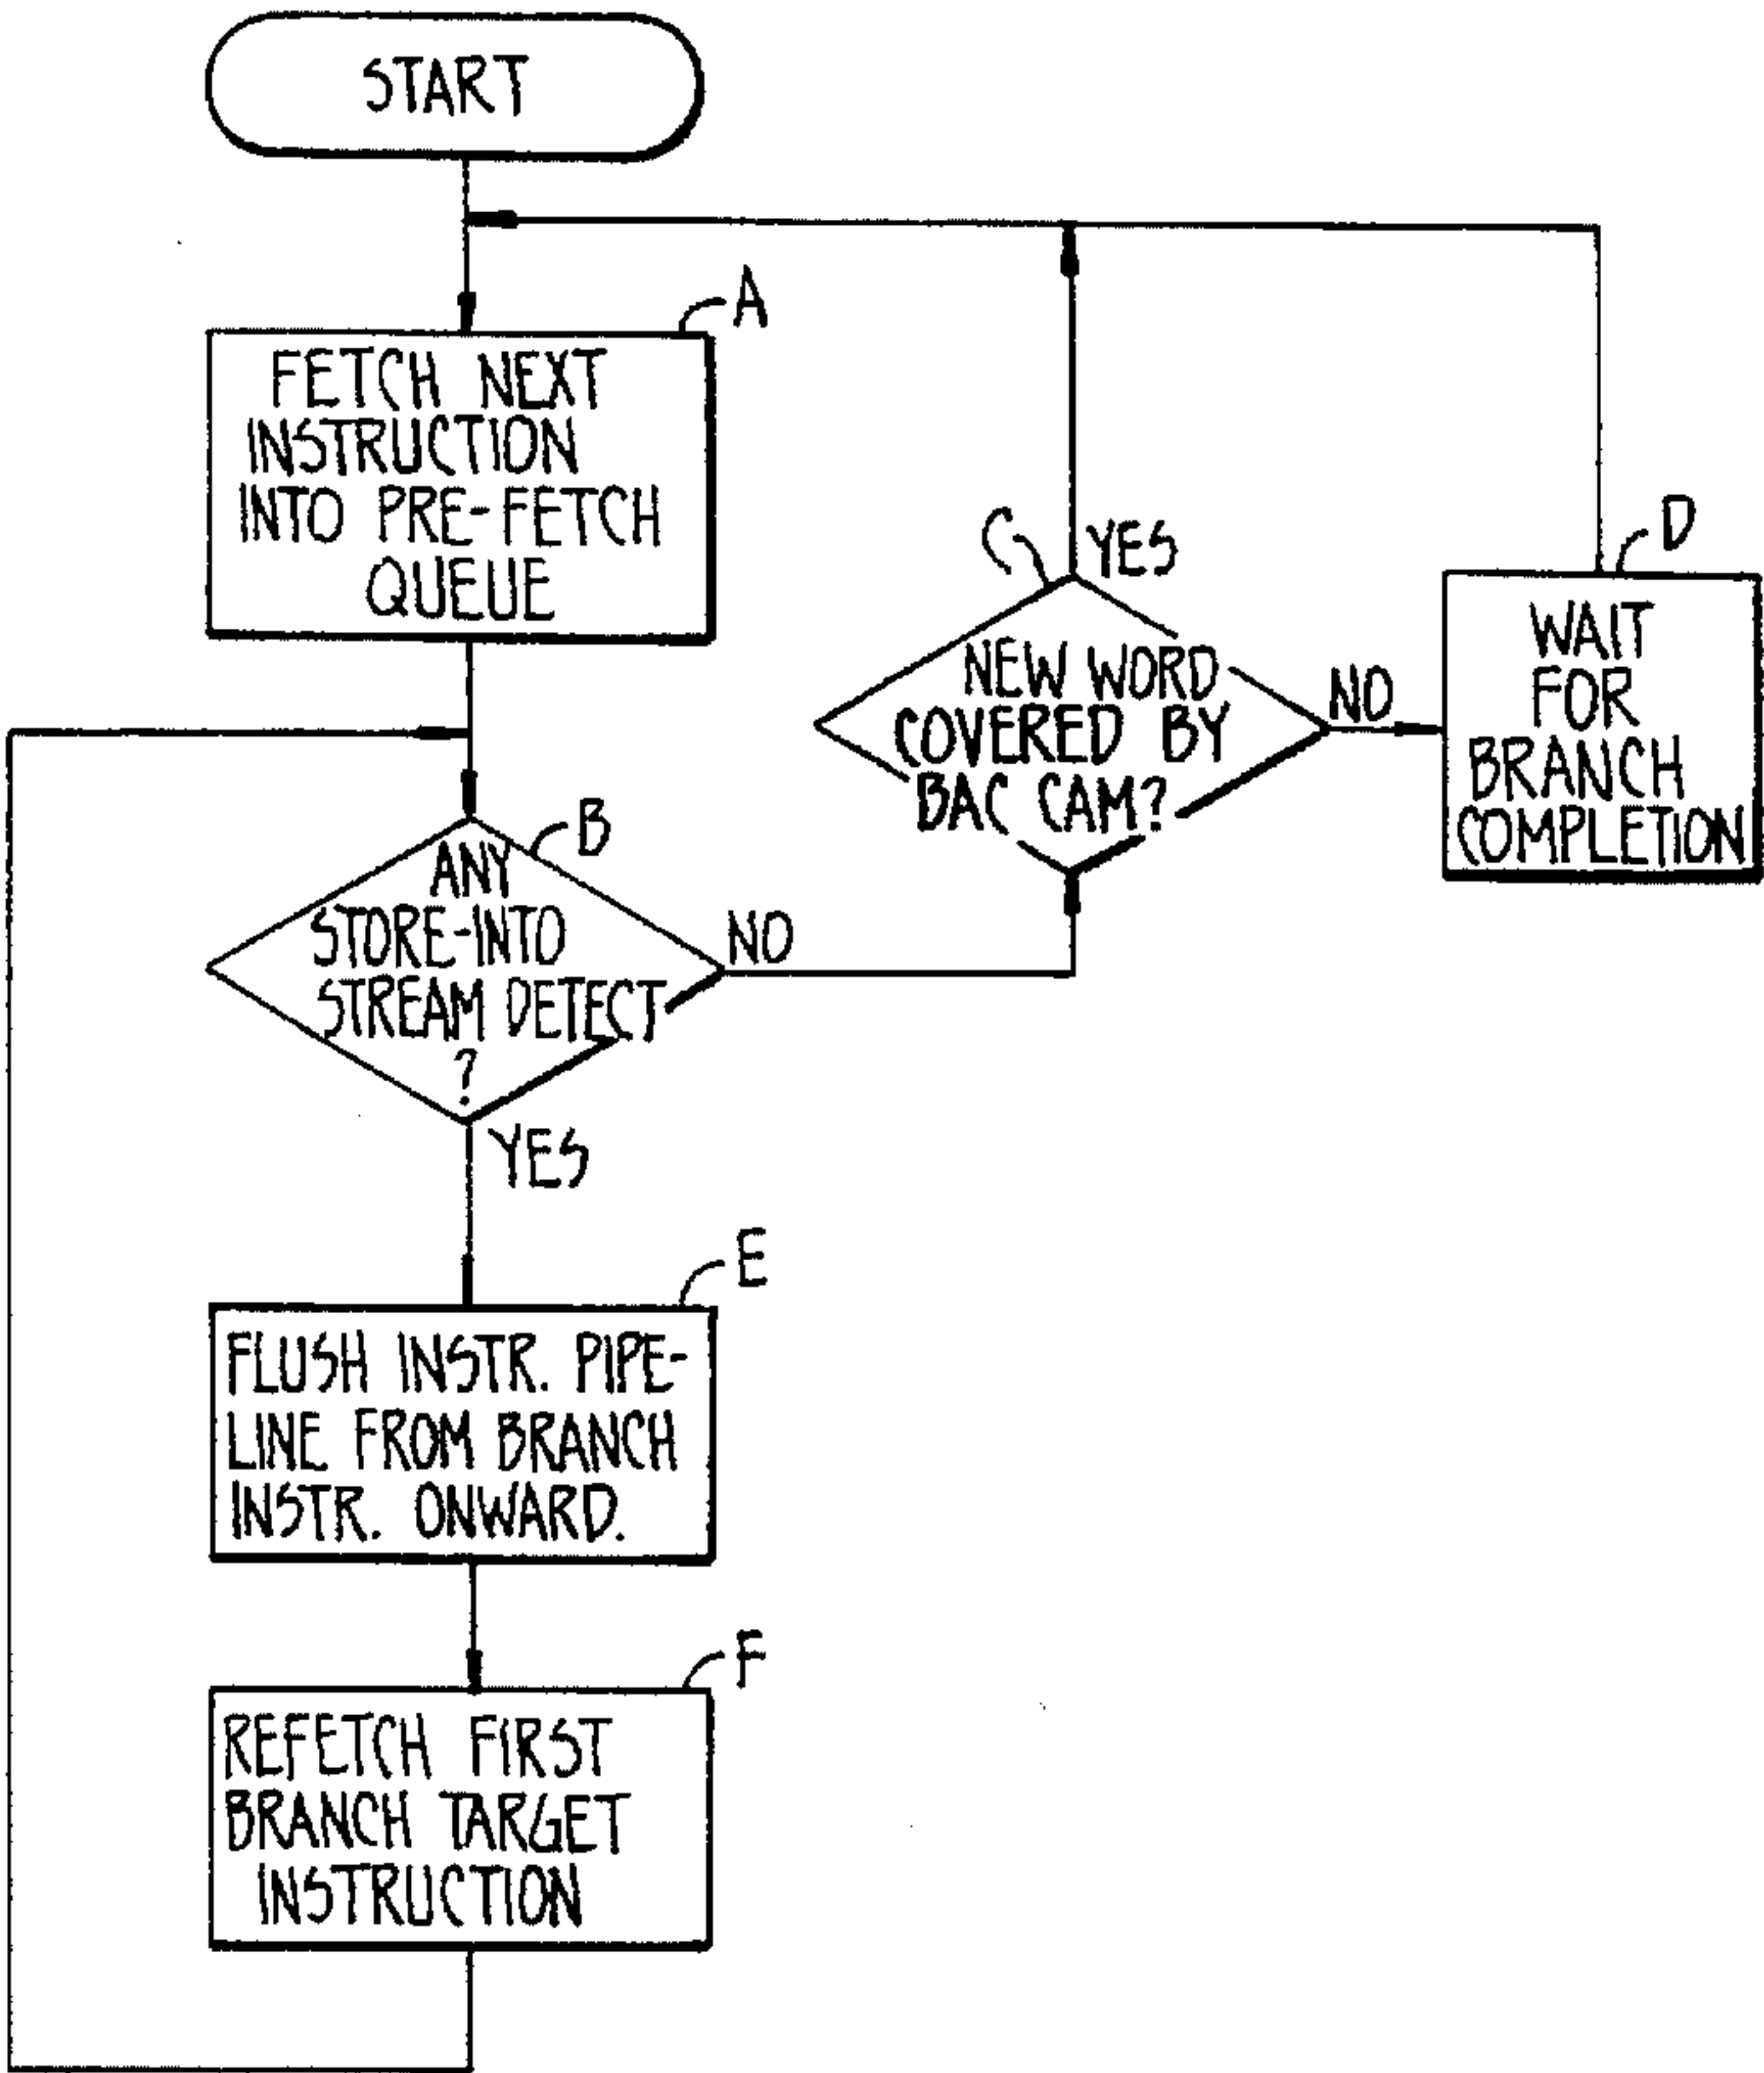 START
A
FETCH NEXT
INSTRUCTION
INTO PRE-FETCH
QUEUE
B
ANY
STORE-INTO
STREAM DETECT
?
NO
YES
C
YES
NEW WORD
COVERED BY
BAC CAM?
NO
D
WAIT
FOR
BRANCH
COMPLETION
E
FLUSH INSTR. PIPE-
LINE FROM BRANCH
INSTR. ONWARD.
F
REFETCH FIRST
BRANCH TARGET
INSTRUCTION